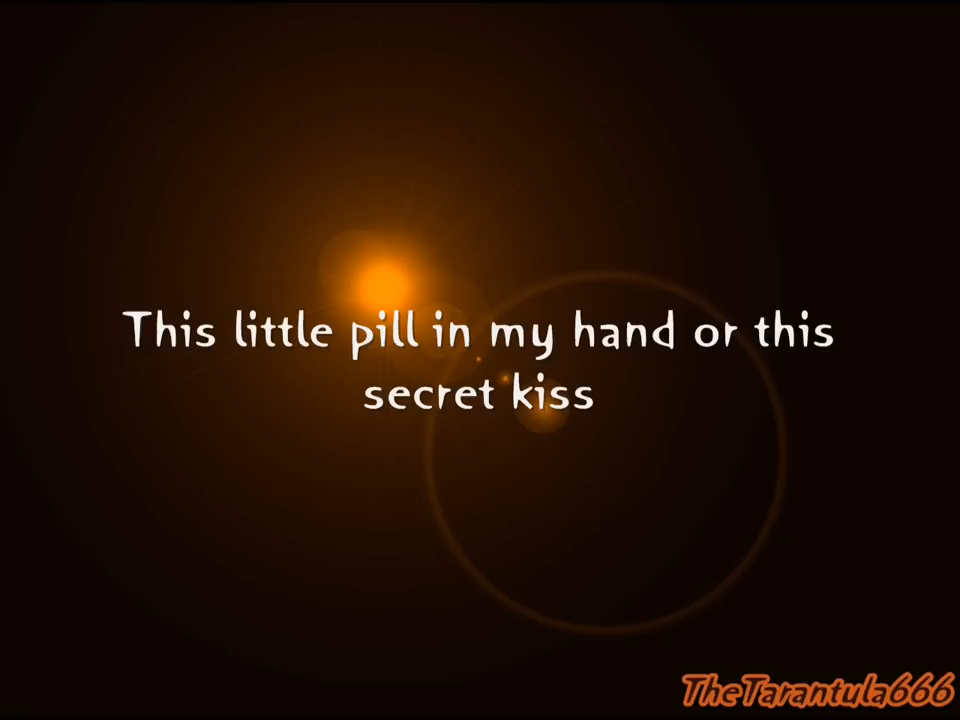 This little pill in my hand or this
secret kiss
TheTarantula666